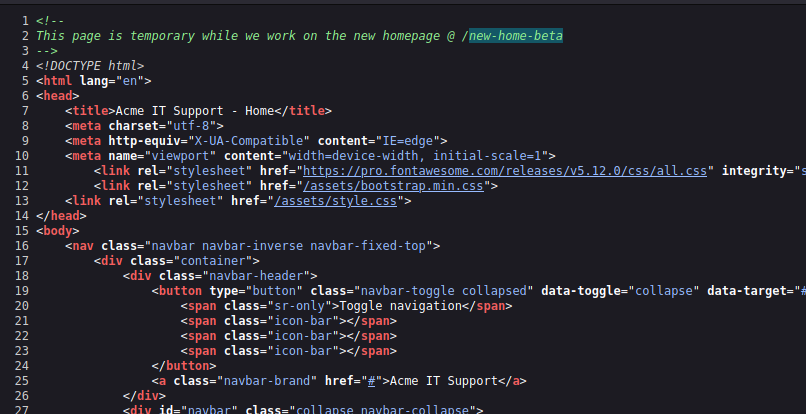 1 <!--
2 This page is temporary while we work on the new homepage @ /new-home-beta
3 -->
4 <!DOCTYPE html>
5 <html lang="en">
6 <head>
7     <title>Acme IT Support - Home</title>
8     <meta charset="utf-8">
9     <meta http-equiv="X-UA-Compatible" content="IE=edge">
10     <meta name="viewport" content="width=device-width, initial-scale=1">
11         <link rel="stylesheet" href="https://pro.fontawesome.com/releases/v5.12.0/css/all.css" integrity="s
12         <link rel="stylesheet" href="/assets/bootstrap.min.css">
13     <link rel="stylesheet" href="/assets/style.css">
14 </head>
15 <body>
16     <nav class="navbar navbar-inverse navbar-fixed-top">
17         <div class="container">
18             <div class="navbar-header">
19                 <button type="button" class="navbar-toggle collapsed" data-toggle="collapse" data-target="#
20                     <span class="sr-only">Toggle navigation</span>
21                     <span class="icon-bar"></span>
22                     <span class="icon-bar"></span>
23                     <span class="icon-bar"></span>
24                 </button>
25                 <a class="navbar-brand" href="#">Acme IT Support</a>
26             </div>
27             <div id="navbar" class="collapse navbar-collapse">